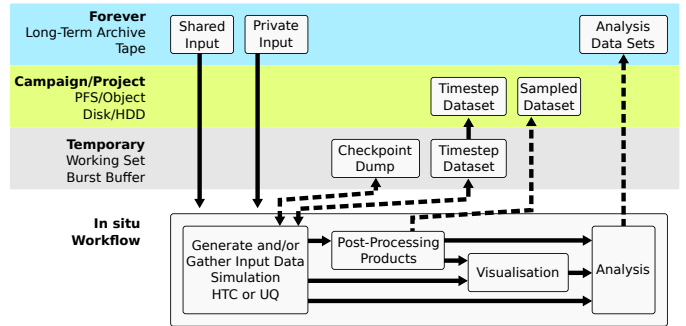 Forever
Long-Term Archive
Tape
Shared
Input
Private
Input
Analysis
Data Sets
Campaign/Project
PFS/Object
Disk/HDD
Timestep
Dataset
Sampled
Dataset
Temporary
Working Set
Burst Buffer
Checkpoint
Dump
Timestep
Dataset
In situ
Workflow
Generate and/or
Gather Input Data
Simulation
HTC or UQ
Post-Processing
Products
Visualisation
Analysis